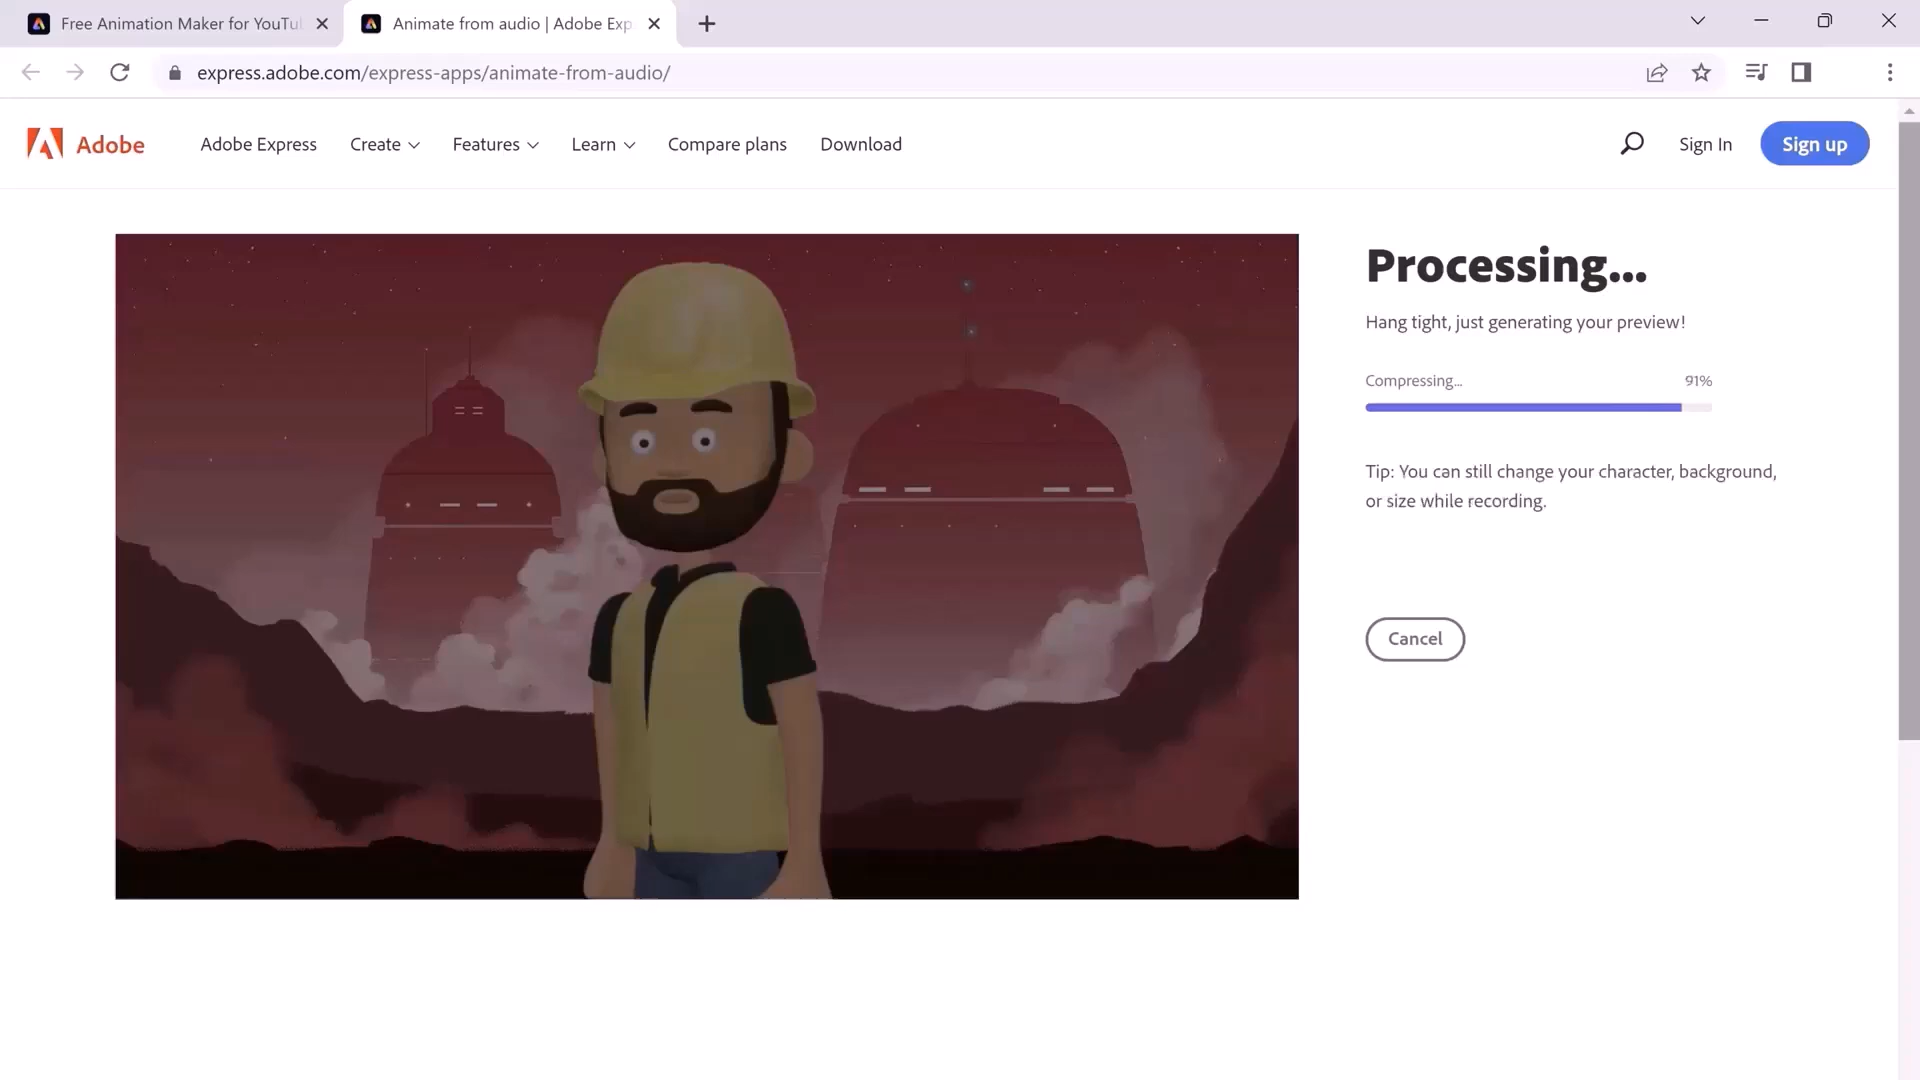 Free Animation Maker for YouTu
Animate from audio | Adobe Exp
express.adobe.com/express-apps/animate-from-audio/
Adobe
Adobe Express
Create
Features
Learn
Compare plans
Download
Sign In
Sign up
Processing...
Hang tight, just generating your preview!
Compressing...
91%
Tip: You can still change your character, background,
or size while recording.
Cancel